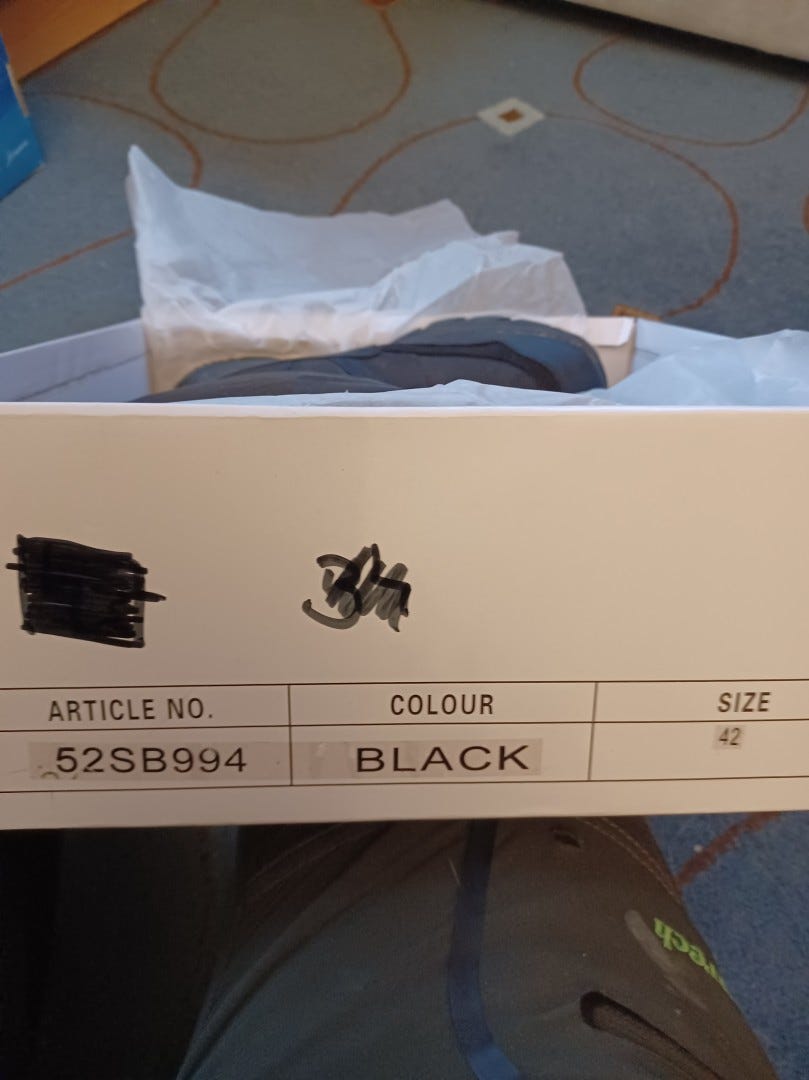 ARTICLE NO. COLOUR SIZE
52SB994 BLACK 42